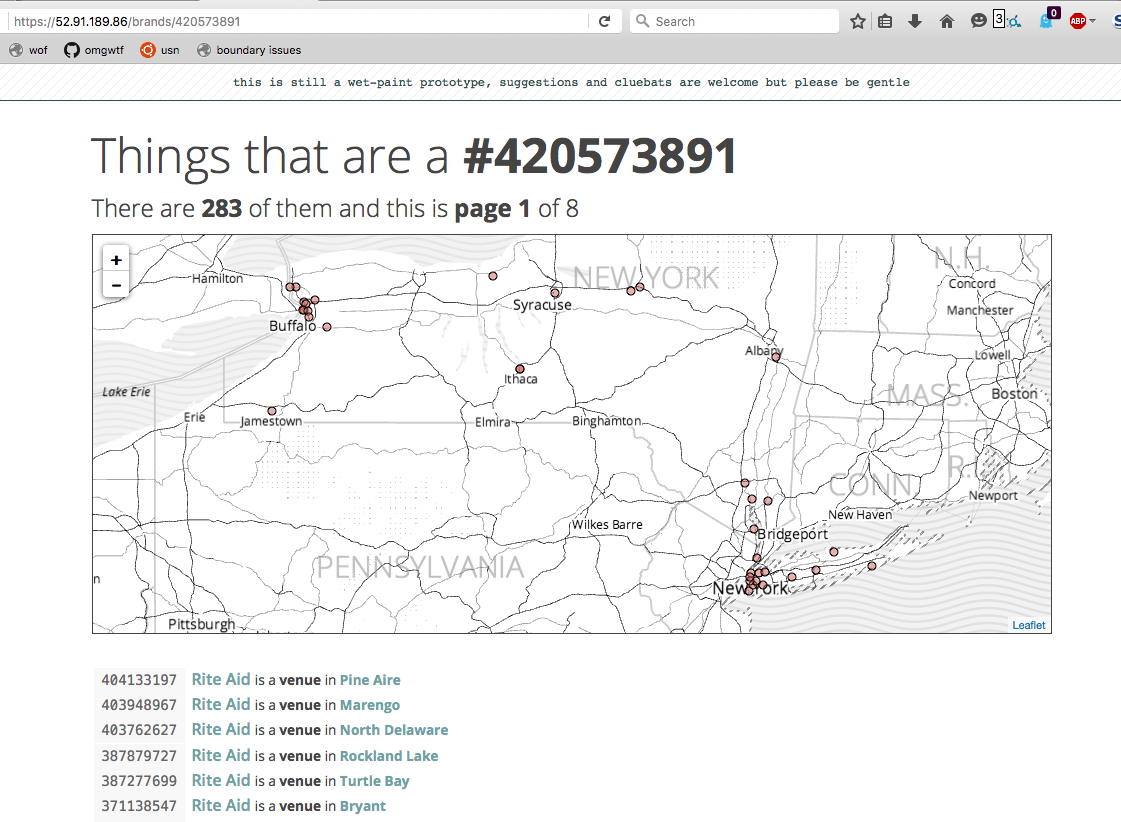 https://52.91.189.86/brands/420573891
Search
3
0
ABP
wof
omgwtf
usn
boundary issues
this is still a wet-paint prototype, suggestions and cluebats are welcome but please be gentle
Things that are a #420573891
There are 283 of them and this is page 1 of 8
+
−
Hamilton
NEW YORK
N.H.
Concord
Syracuse
Manchester
Buffalo
Albany
Lowell
Ithaca
Lake Erie
MASS.
Boston
Erie
Jamestown
Elmira
Binghamton
R.I.
CONN
Newport
New Haven
Wilkes Barre
Bridgeport
PENNSYLVANIA
n
New York
Pittsburgh
Leaflet
404133197 Rite Aid is a venue in Pine Aire
403948967 Rite Aid is a venue in Marengo
403762627 Rite Aid is a venue in North Delaware
387879727 Rite Aid is a venue in Rockland Lake
387277699 Rite Aid is a venue in Turtle Bay
371138547 Rite Aid is a venue in Bryant